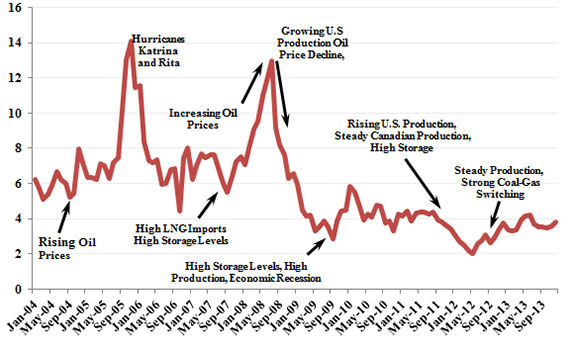 16
14
12
10
8
6
4
2
0
Hurricanes
Katrina
and Rita
Growing U.S
Production Oil
Price Decline,
Increasing Oil
Prices
Rising U.S. Production,
Steady Canadian Production,
High Storage
Steady Production,
Strong Coal-Gas
Switching
Rising Oil
Prices
High LNG Imports
High Storage Levels
High Storage Levels, High
Production, Economic Recession
Jan-04
May-04
Sep-04
Jan-05
May-05
Sep-05
Jan-06
May-06
Sep-06
Jan-07
May-07
Sep-07
Jan-08
May-08
Sep-08
Jan-09
May-09
Sep-09
Jan-10
May-10
Sep-10
Jan-11
May-11
Sep-11
Jan-12
May-12
Sep-12
Jan-13
May-13
Sep-13